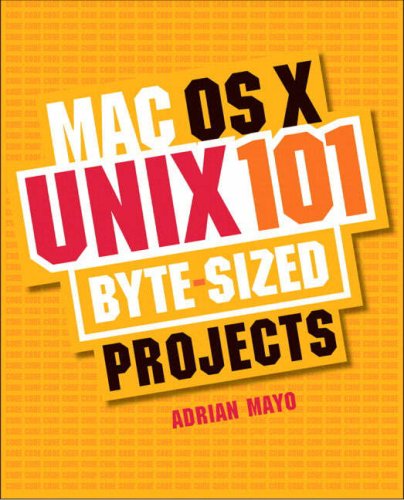 MAC OS X
UNIX 101
BYTE-SIZED
PROJECTS
ADRIAN MAYO